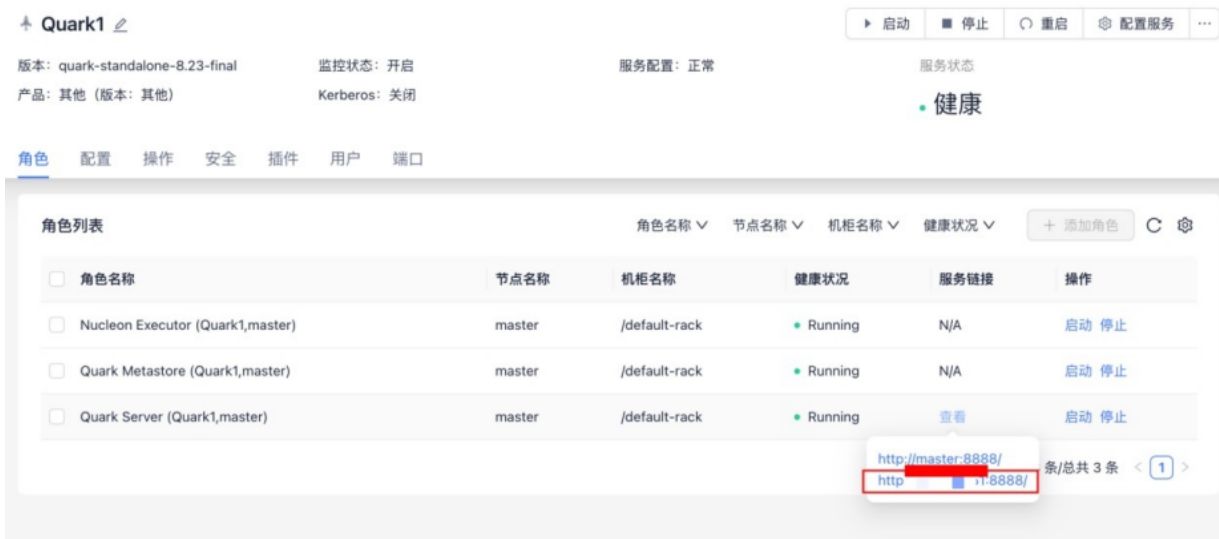 Quark1
启动 停止 重启 配置服务 ...
版本：quark-standalone-8.23-final 监控状态：开启 服务配置：正常 服务状态
产品：其他（版本：其他） Kerberos：关闭 健康
角色 配置 操作 安全 插件 用户 端口
角色列表 角色名称 节点名称 机柜名称 健康状况 + 添加角色
角色名称 节点名称 机柜名称 健康状况 服务链接 操作
Nucleon Executor (Quark1,master) master /default-rack Running N/A 启动 停止
Quark Metastore (Quark1,master) master /default-rack Running N/A 启动 停止
Quark Server (Quark1,master) master /default-rack Running 查看 启动 停止
http://master:8888/
http 1:8888/
条/总共 3 条 < 1 >